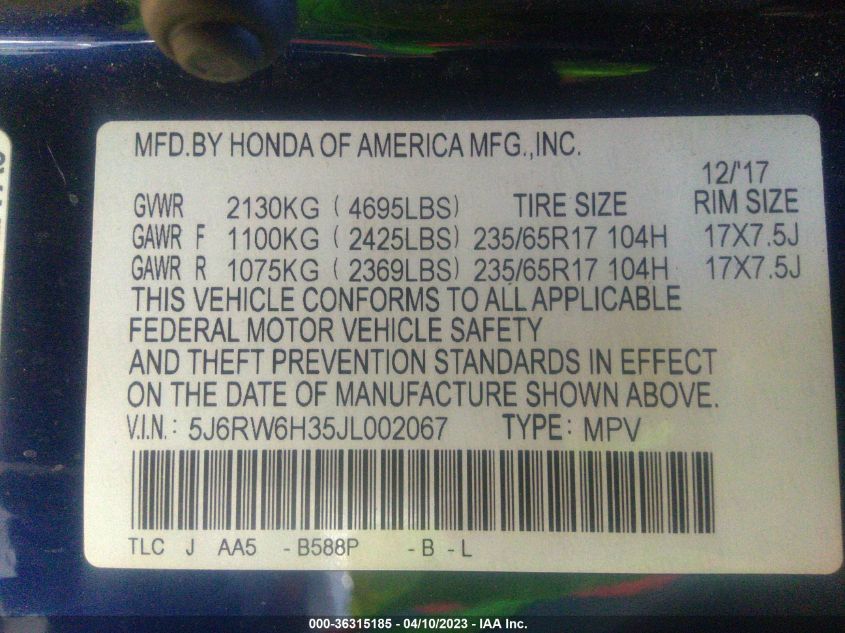 MFD.BY HONDA OF AMERICA MFG.,INC.
12/'17
GVWR 2130KG ( 4695LBS) TIRE SIZE RIM SIZE
GAWR F 1100KG ( 2425LBS) 235/65R17 104H 17X7.5J
GAWR R 1075KG ( 2369LBS) 235/65R17 104H 17X7.5J
THIS VEHICLE CONFORMS TO ALL APPLICABLE
FEDERAL MOTOR VEHICLE SAFETY
AND THEFT PREVENTION STANDARDS IN EFFECT
ON THE DATE OF MANUFACTURE SHOWN ABOVE.
V.I.N.: 5J6RW6H35JL002067 TYPE: MPV
TLC J AA5 -B588P -B -L
000-36315185 - 04/10/2023 - IAA Inc.